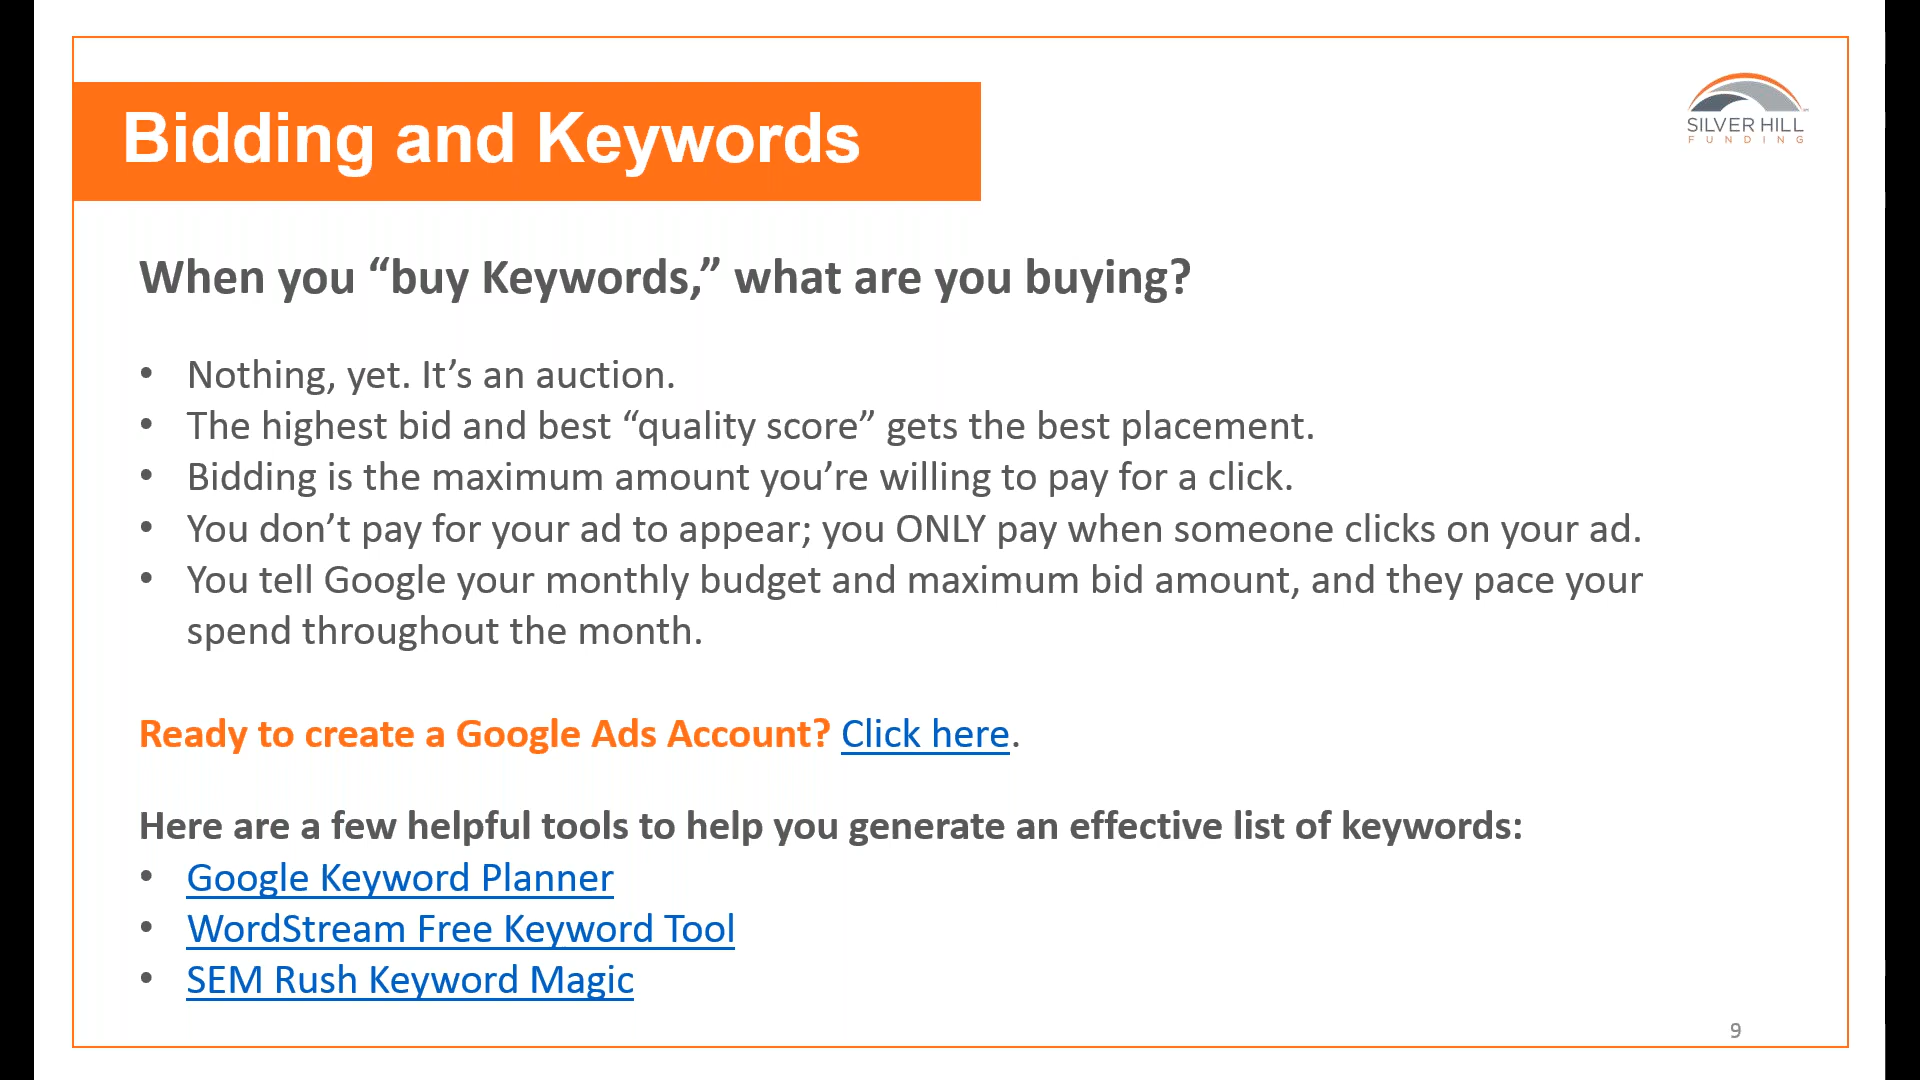 Bidding and Keywords
SILVER HILL
FUNDING
When you “buy Keywords,” what are you buying?
• Nothing, yet. It’s an auction.
• The highest bid and best “quality score” gets the best placement.
• Bidding is the maximum amount you’re willing to pay for a click.
• You don’t pay for your ad to appear; you ONLY pay when someone clicks on your ad.
• You tell Google your monthly budget and maximum bid amount, and they pace your
spend throughout the month.
Ready to create a Google Ads Account? Click here.
Here are a few helpful tools to help you generate an effective list of keywords:
• Google Keyword Planner
• WordStream Free Keyword Tool
• SEM Rush Keyword Magic
9